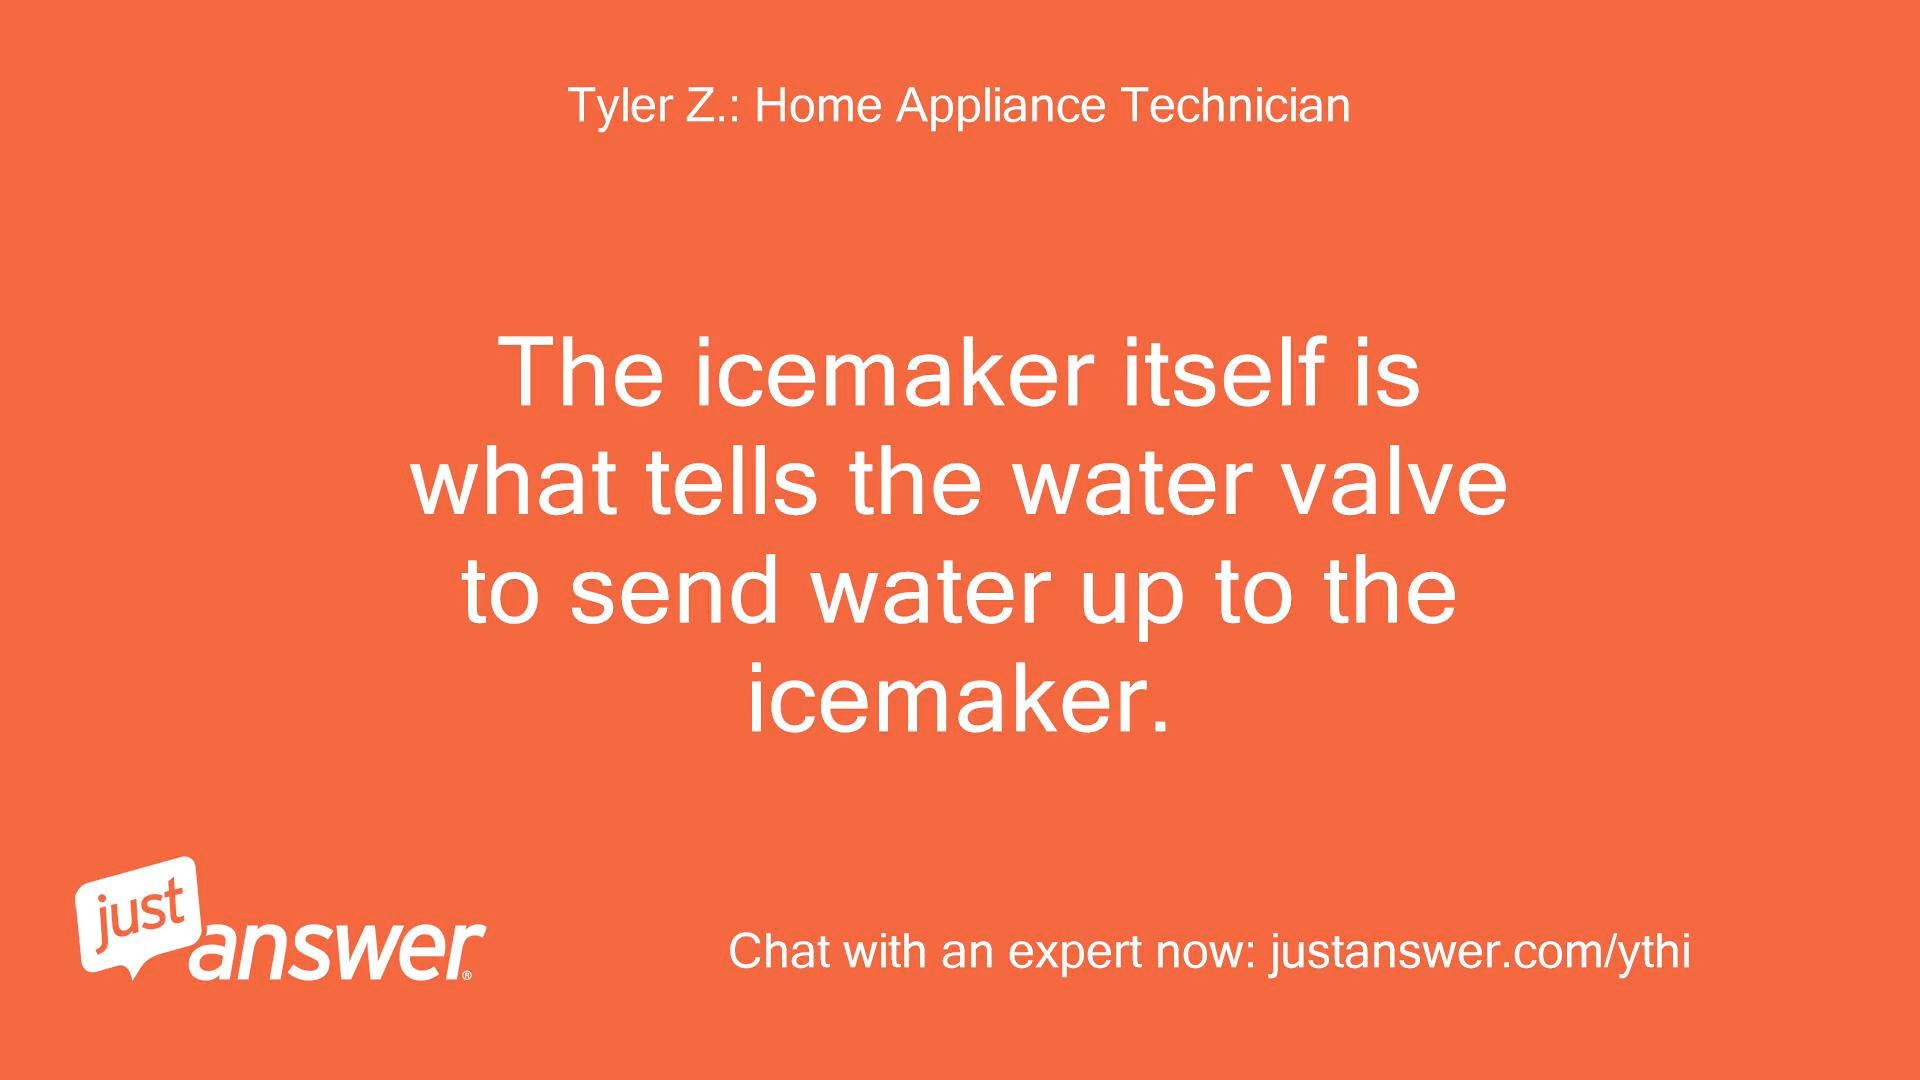 Tyler Z.: Home Appliance Technician
The icemaker itself is
what tells the water valve
to send water up to the
icemaker.
just
answer®
Chat with an expert now: justanswer.com/ythi